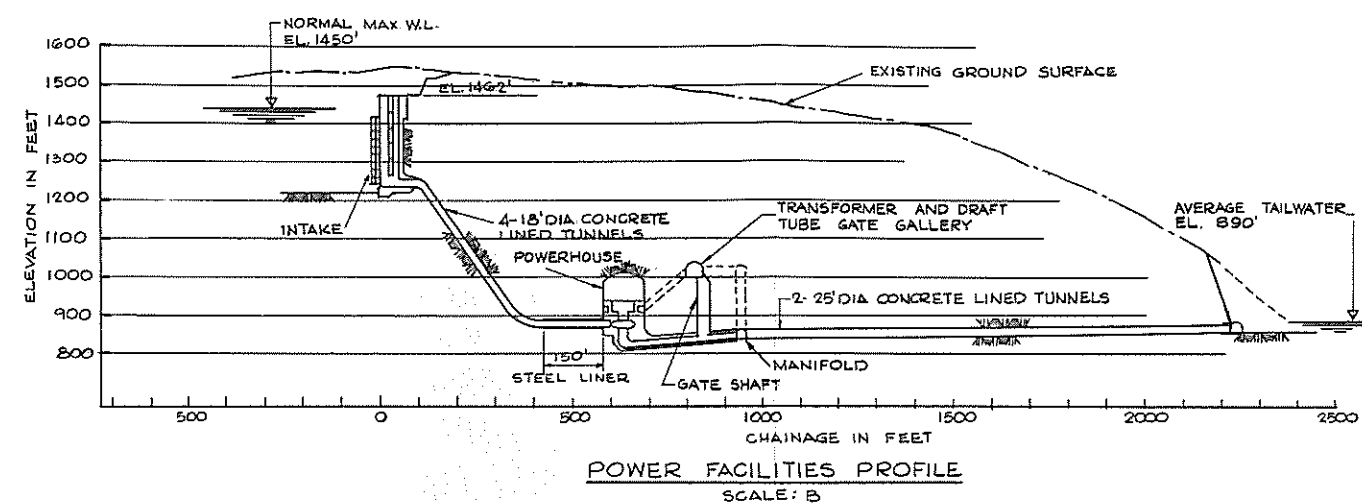 NORMAL MAX. W.L.
EL. 1450'
1600
1500
1400
1300
1200
1100
1000
900
800
ELEVATION IN FEET
EL. 1462'
EXISTING GROUND SURFACE
INTAKE
4-18' DIA CONCRETE
LINED TUNNELS
POWERHOUSE
TRANSFORMER AND DRAFT
TUBE GATE GALLERY
AVERAGE TAILWATER
EL. 890'
2-25' DIA CONCRETE LINED TUNNELS
150'
STEEL LINER
GATE SHAFT
MANIFOLD
500 0 500 1000 1500 2000 2500
CHAINAGE IN FEET
POWER FACILITIES PROFILE
SCALE: B